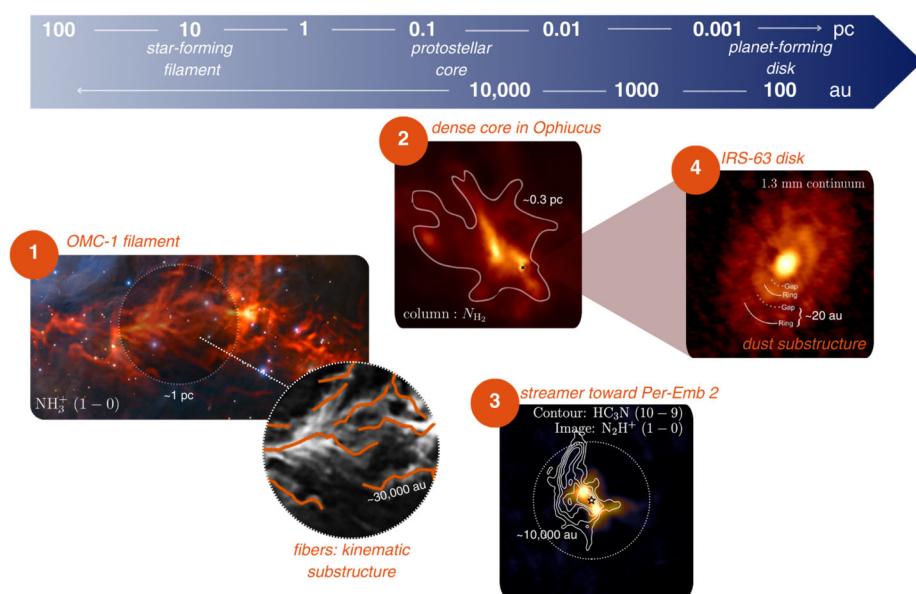 100 10 1 0.1 0.01 0.001 pc
star-forming filament
protostellar core
planet-forming disk
10,000 1000 100 au
1
OMC-1 filament
NH₃⁺ (1 − 0)
~1 pc
~30,000 au
fibers: kinematic
substructure
2
dense core in Ophiucus
~0.3 pc
column : N_H₂
3
streamer toward Per-Emb 2
Contour: HC₃N (10 − 9)
Image: N₂H⁺ (1 − 0)
~10,000 au
4
IRS-63 disk
1.3 mm continuum
Gap
Ring
Gap
Ring
~20 au
dust substructure